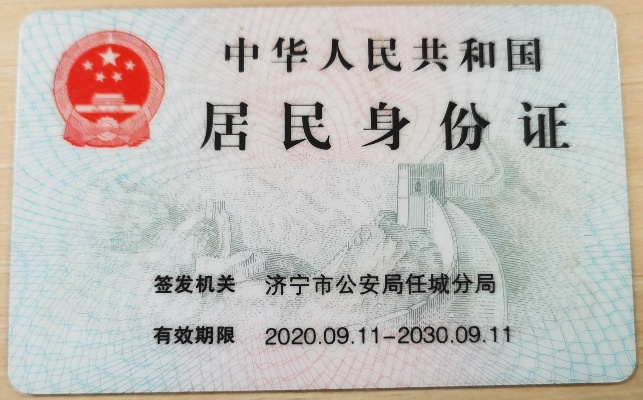 中华人民共和国
居民身份证
签发机关 济宁市公安局任城分局
有效期限 2020.09.11-2030.09.11